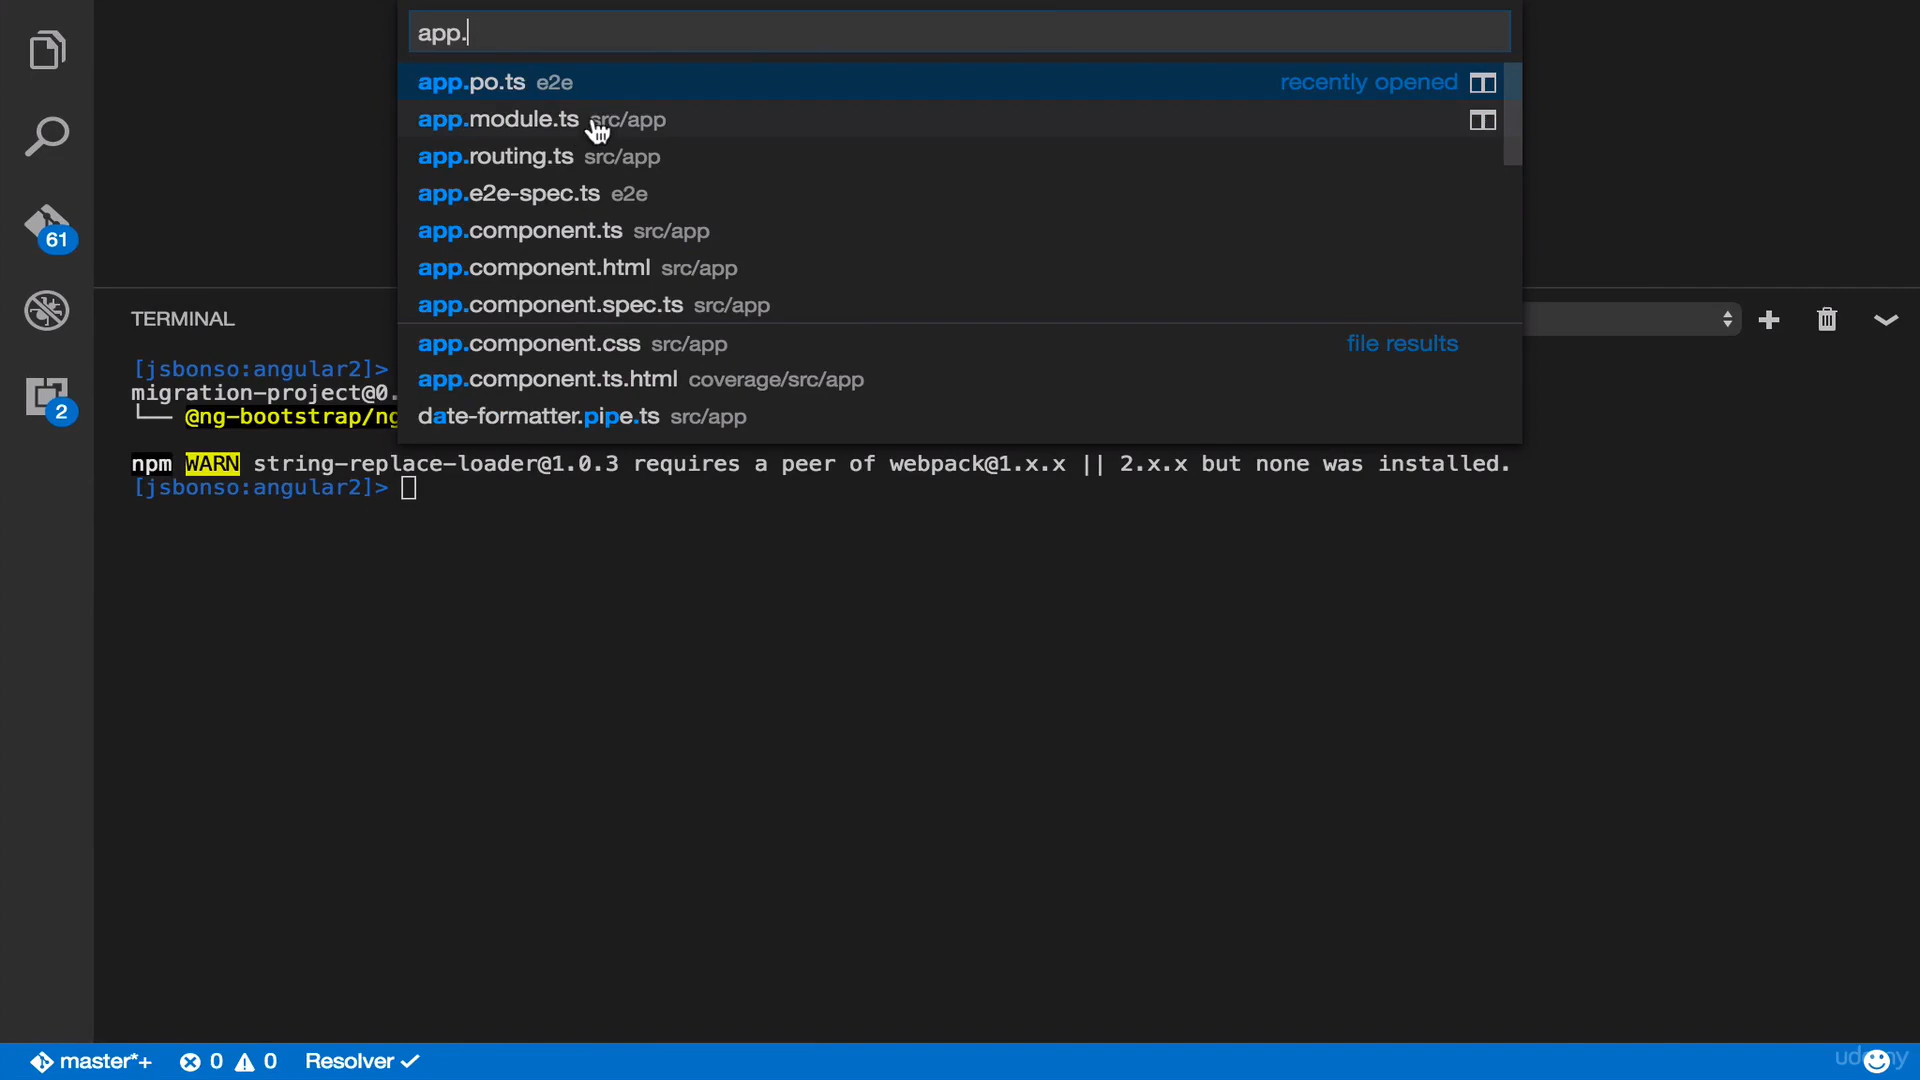 app.
app.po.ts e2e recently opened
app.module.ts src/app
app.routing.ts src/app
app.e2e-spec.ts e2e
app.component.ts src/app
app.component.html src/app
app.component.spec.ts src/app
app.component.css src/app file results
app.component.ts.html coverage/src/app
date-formatter.pipe.ts src/app
61
2
TERMINAL
[jsbonso:angular2]>
migration-project@0.
└── @ng-bootstrap/ng
npm WARN string-replace-loader@1.0.3 requires a peer of webpack@1.x.x || 2.x.x but none was installed.
[jsbonso:angular2]>
master*+ 0 0 Resolver ✓
udemy